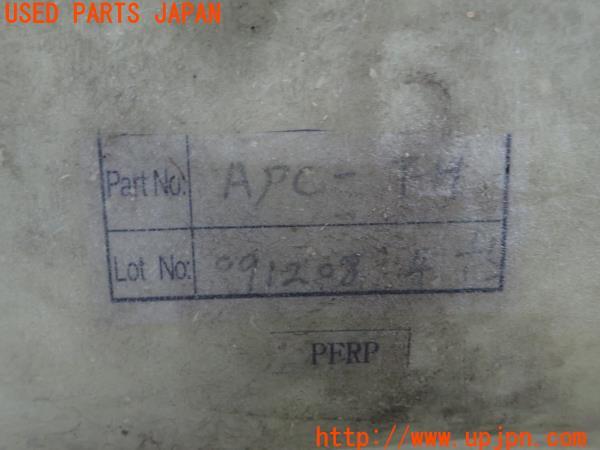 USED PARTS JAPAN
Part No: APC-
Lot No: 091208
PFRP
http://www.upjpn.com